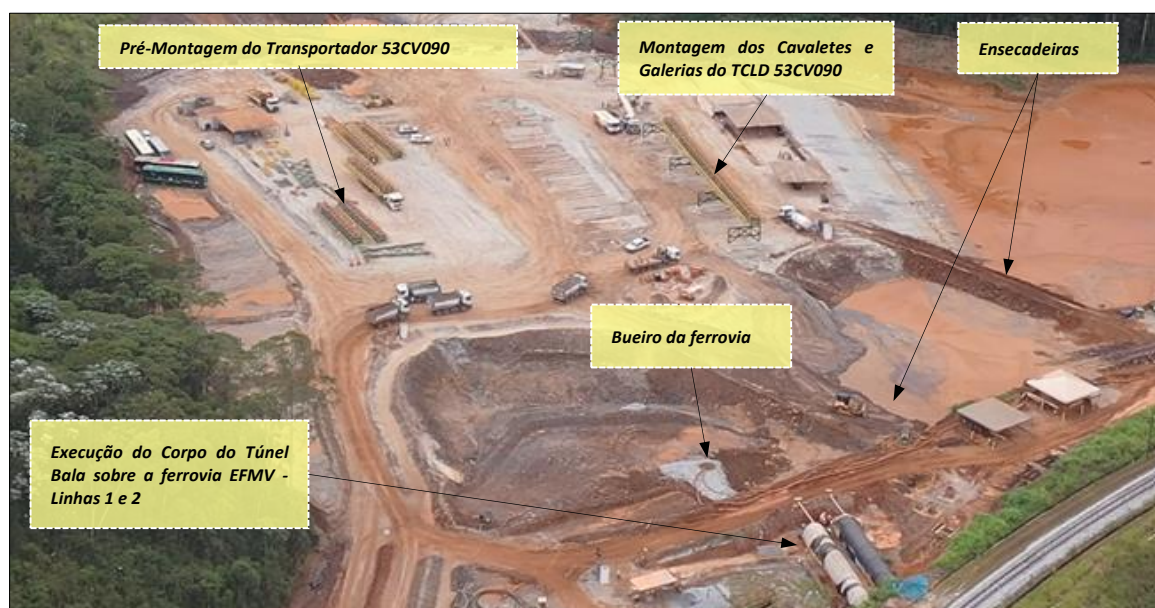 Pré-Montagem do Transportador 53CV090
Montagem dos Cavaletes e
Galerias do TCLD 53CV090
Ensecadeiras
Bueiro da ferrovia
Execução do Corpo do Túnel
Bala sobre a ferrovia EFMV -
Linhas 1 e 2